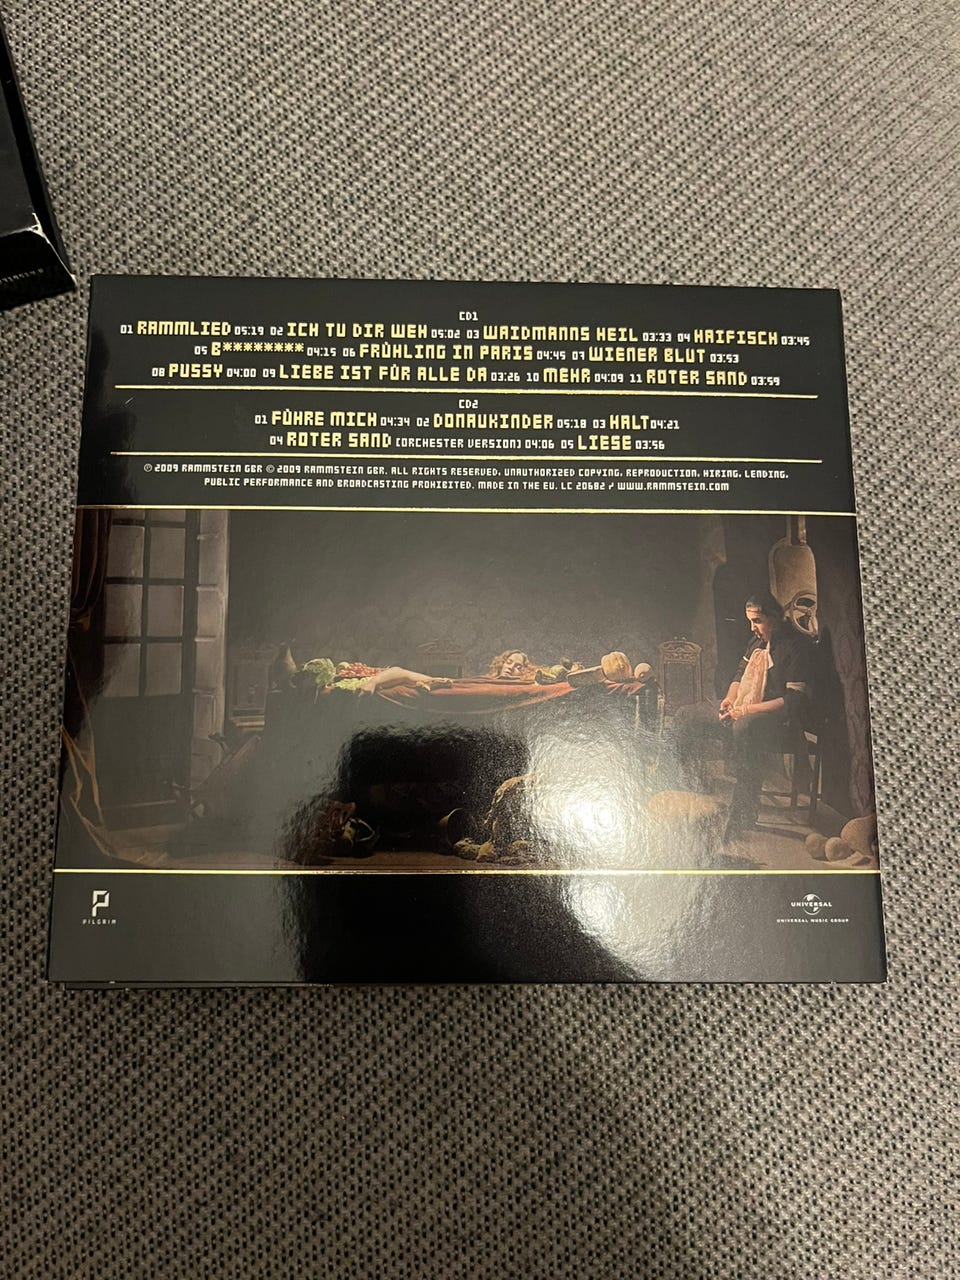 CD1
01 RAMMLIED 05:19 02 ICH TU DIR WEH 05:02 03 WAIDMANNS HEIL 03:33 04 HAIFISCH 03:45
05 B******** 04:15 06 FRÜHLING IN PARIS 04:45 07 WIENER BLUT 03:53
08 PUSSY 04:00 09 LIEBE IST FÜR ALLE DA 03:26 10 MEHR 04:09 11 ROTER SAND 03:59
CD2
01 FÜHRE MICH 04:34 02 DONAUKINDER 05:18 03 HALT 04:21
04 ROTER SAND (ORCHESTER VERSION) 04:06 05 LIESE 03:56
℗ 2009 RAMMSTEIN GBR © 2009 RAMMSTEIN GBR. ALL RIGHTS RESERVED. UNAUTHORIZED COPYING, REPRODUCTION, HIRING, LENDING,
PUBLIC PERFORMANCE AND BROADCASTING PROHIBITED. MADE IN THE EU. LC 20682 / WWW.RAMMSTEIN.COM
PILGRIM
UNIVERSAL
UNIVERSAL MUSIC GROUP